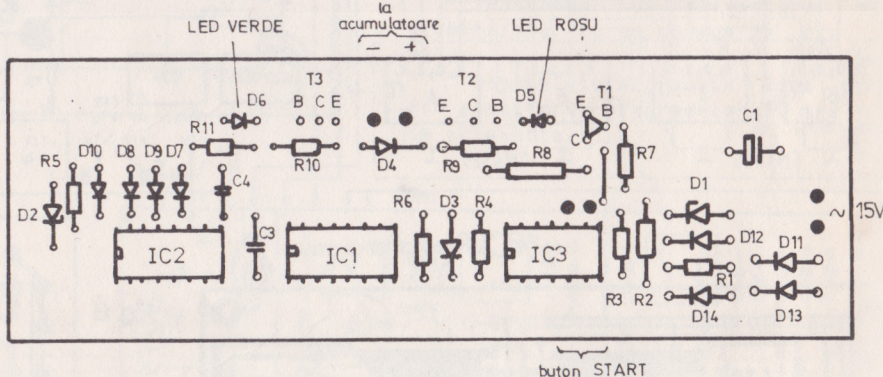 la
LED VERDE acumulatoare LED ROSU
− +
T3 T2 T1
D6 B C E E C B D5 E B C
C1
R11 R10 D4 R9 R8 R7
R5 D10 D8 D9 D7
C4
D2 R6 D3 R4 D1
~ 15V
C3 D12 D11
IC2 IC1 IC3
R3 R2 R1
D14 D13
buton START